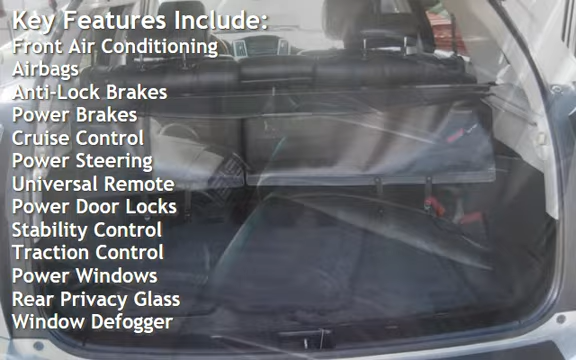 Key Features Include:
Front Air Conditioning
Airbags
Anti-Lock Brakes
Power Brakes
Cruise Control
Power Steering
Universal Remote
Power Door Locks
Stability Control
Traction Control
Power Windows
Rear Privacy Glass
Window Defogger